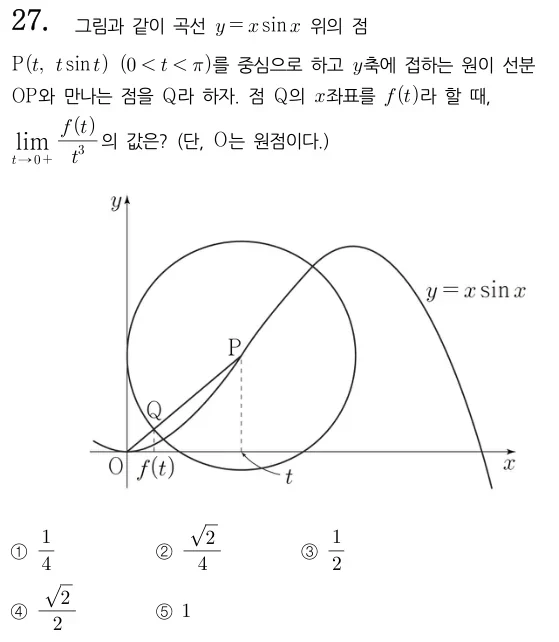 27. 그림과 같이 곡선 y=x sin x 위의 점
P(t, t sin t) (0<t<π)를 중심으로 하고 y축에 접하는 원이 선분
OP와 만나는 점을 Q라 하자. 점 Q의 x좌표를 f(t)라 할 때,
lim_{t→0+} f(t)/t³ 의 값은? (단, O는 원점이다.)
y
y=x sin x
P
Q
O f(t) t x
① 1/4 ② √2/4 ③ 1/2
④ √2/2 ⑤ 1